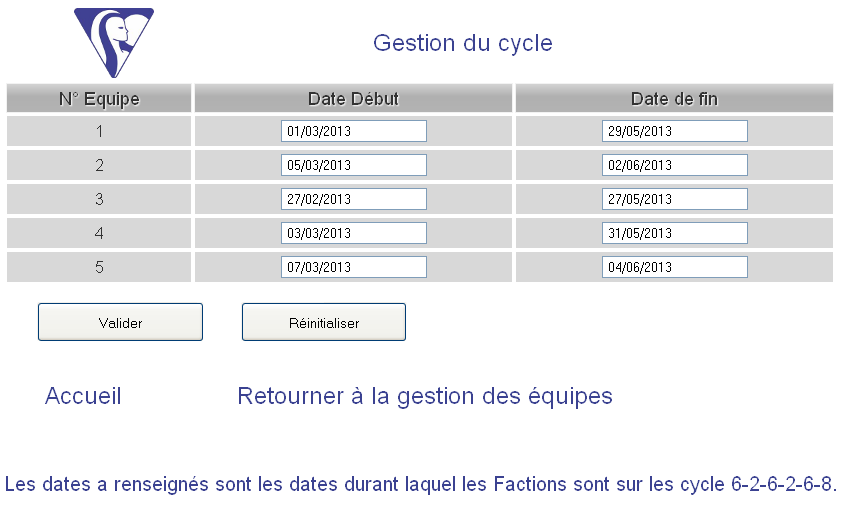 Gestion du cycle
N° Equipe Date Début Date de fin
1 01/03/2013 29/05/2013
2 05/03/2013 02/06/2013
3 27/02/2013 27/05/2013
4 03/03/2013 31/05/2013
5 07/03/2013 04/06/2013
Valider Réinitialiser
Accueil Retourner à la gestion des équipes
Les dates a renseignés sont les dates durant laquel les Factions sont sur les cycle 6-2-6-2-6-8.